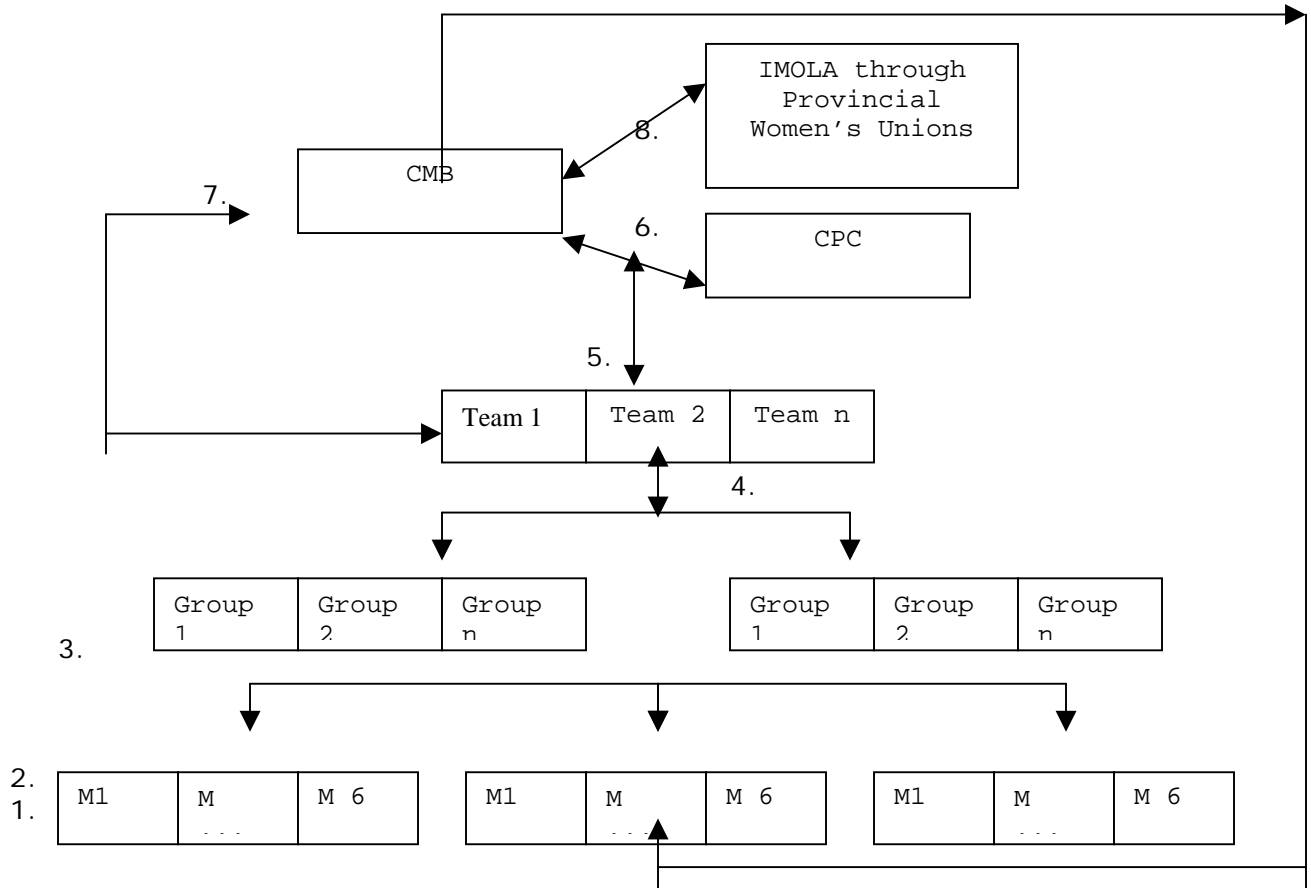 IMOLA through
Provincial
Women's Unions
8.
CMB
7.
6.
CPC
5.
Team 1 Team 2 Team n
4.
Group Group Group Group Group Group
1 2 n 1 2 n
3.
2.
M1 M M 6 M1 M M 6 M1 M M 6
1.
... ... ...